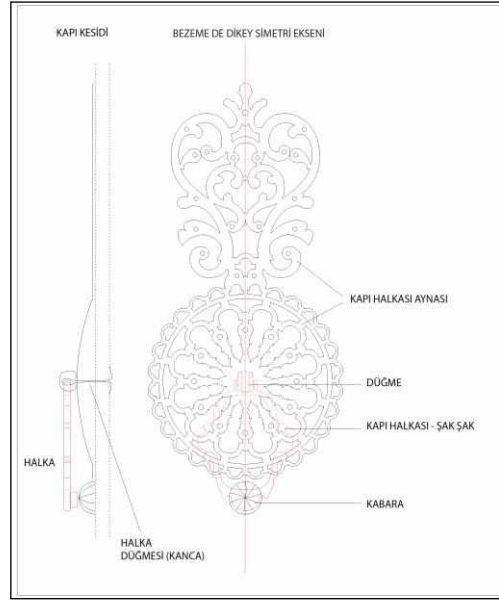 KAPI KESİDİ
BEZEME DE DİKEY SİMETRİ EKSENİ
KAPI HALKASI AYNASI
DÜĞME
KAPI HALKASI - ŞAK ŞAK
HALKA
KABARA
HALKA
DÜĞMESİ (KANCA)